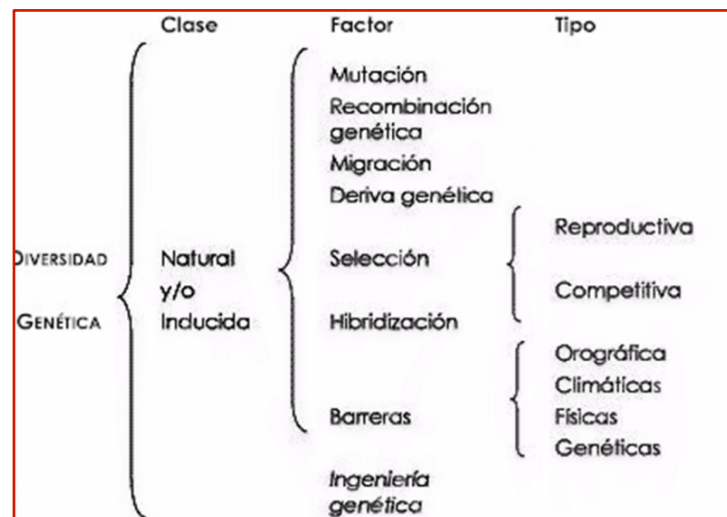 Clase Factor Tipo
Mutación
Recombinación
genética
Migración
Deriva genética
Reproductiva
DIVERSIDAD Natural Selección
y/o
Competitiva
GENÉTICA Inducida Hibridización
Orográfica
Climáticas
Barreras Físicas
Genéticas
Ingeniería
genética